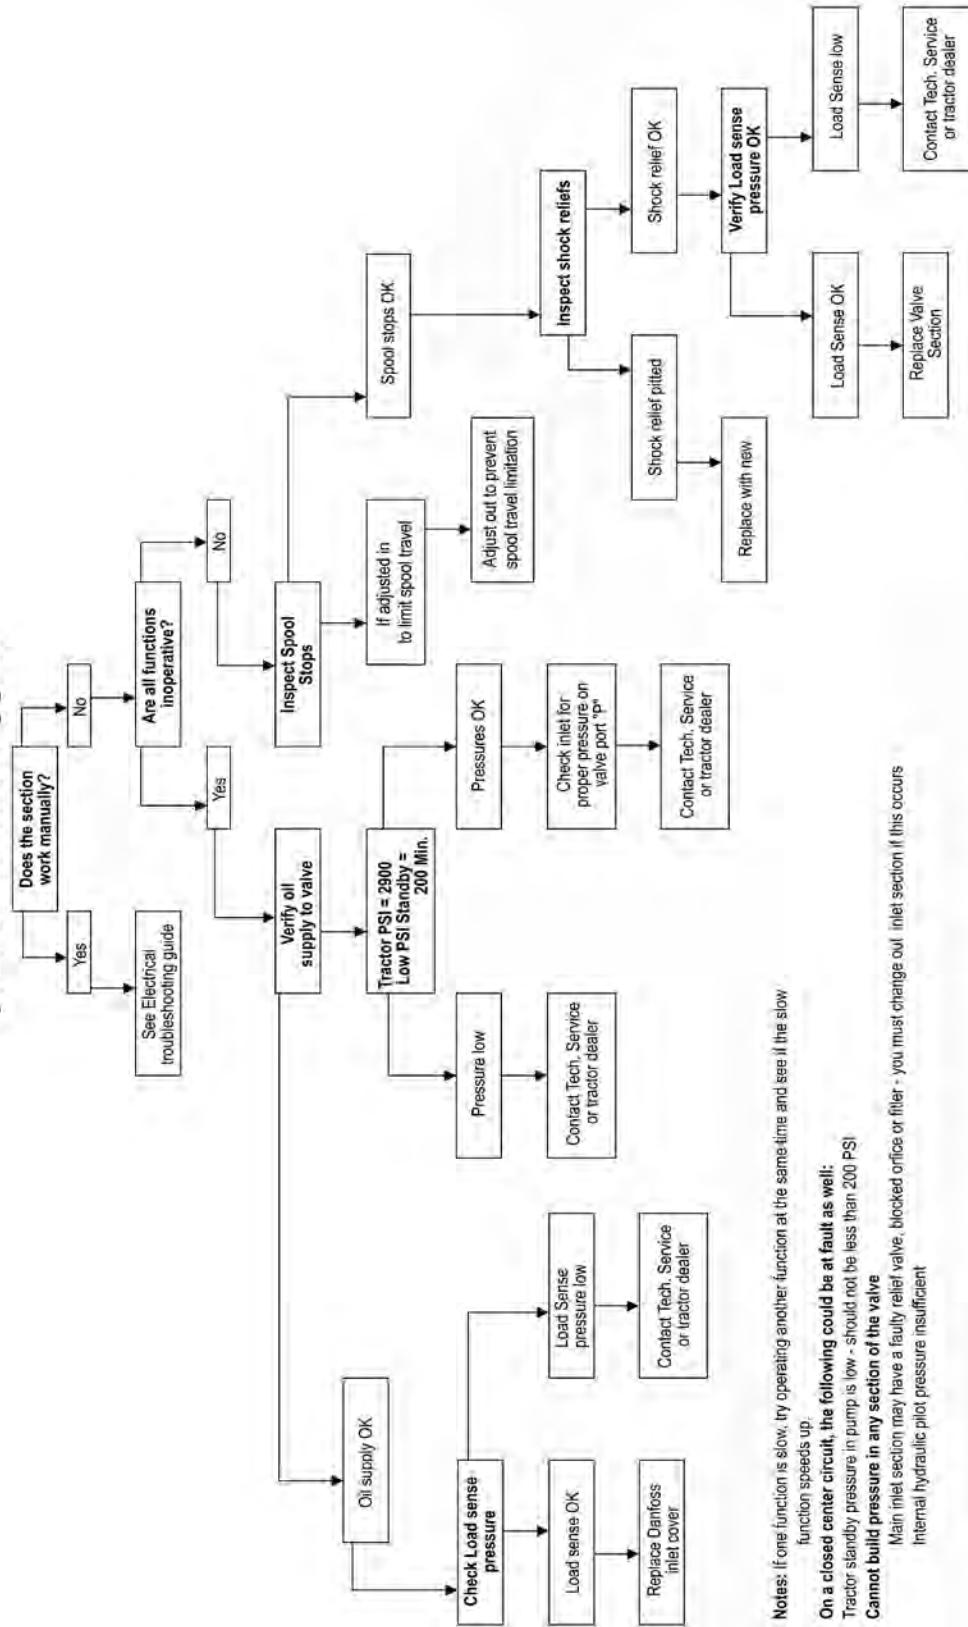 Does the section
work manually?
Yes
No
See Electrical
troubleshooting guide
Are all functions
inoperative?
Yes
No
Verify oil
supply to valve
Inspect Spool
Stops
Oil supply OK
Tractor PSI = 2900
Low PSI Standby =
200 Min.
If adjusted in
to limit spool travel
Spool stops OK
Check Load sense
pressure
Pressure low
Pressures OK
Adjust out to prevent
spool travel limitation
Inspect shock reliefs
Load sense OK
Load Sense
pressure low
Contact Tech. Service
or tractor dealer
Check inlet for
proper pressure on
valve port "P"
Shock relief pitted
Shock relief OK
Replace Danfoss
inlet cover
Contact Tech. Service
or tractor dealer
Contact Tech. Service
or tractor dealer
Replace with new
Verify Load sense
pressure OK
Load Sense OK
Load Sense low
Replace Valve
Section
Contact Tech. Service
or tractor dealer
Notes: If one function is slow, try operating another function at the same time and see if the slow
function speeds up.
On a closed center circuit, the following could be at fault as well:
Tractor standby pressure in pump is low - should not be less than 200 PSI
Cannot build pressure in any section of the valve
Main inlet section may have a faulty relief valve, blocked orfice or filter - you must change out inlet section if this occurs
Internal hydraulic pilot pressure insufficient